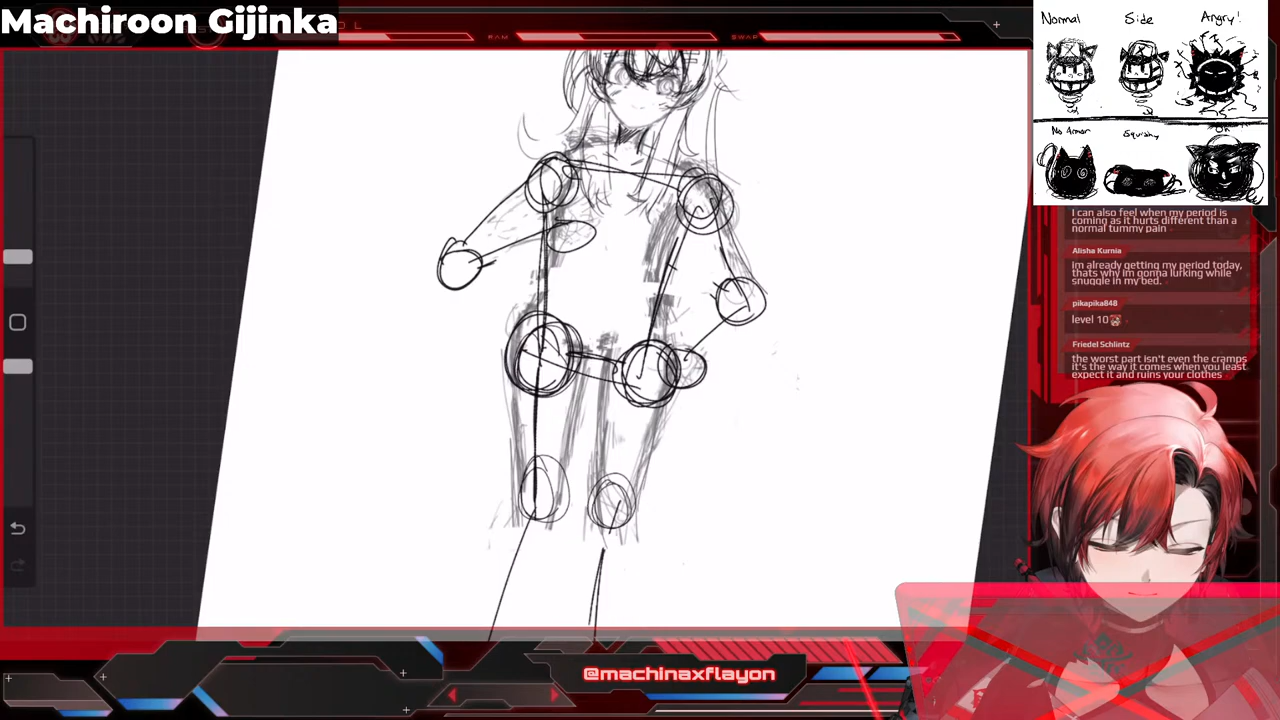 Machiroon Gijinka
RAM
SWAP
Normal
Side
Angry!
No Armor
Squishy
I can also feel when my period is
coming as it hurts different than a
normal tummy pain
Alisha Kurnia
im already getting my period today,
thats why im gonna lurking while
snuggle in my bed.
pikapika848
level 10
Friedel Schlintz
the worst part isn't even the cramps
it's the way it comes when you least
expect it and ruins your clothes
@machinaxflayon